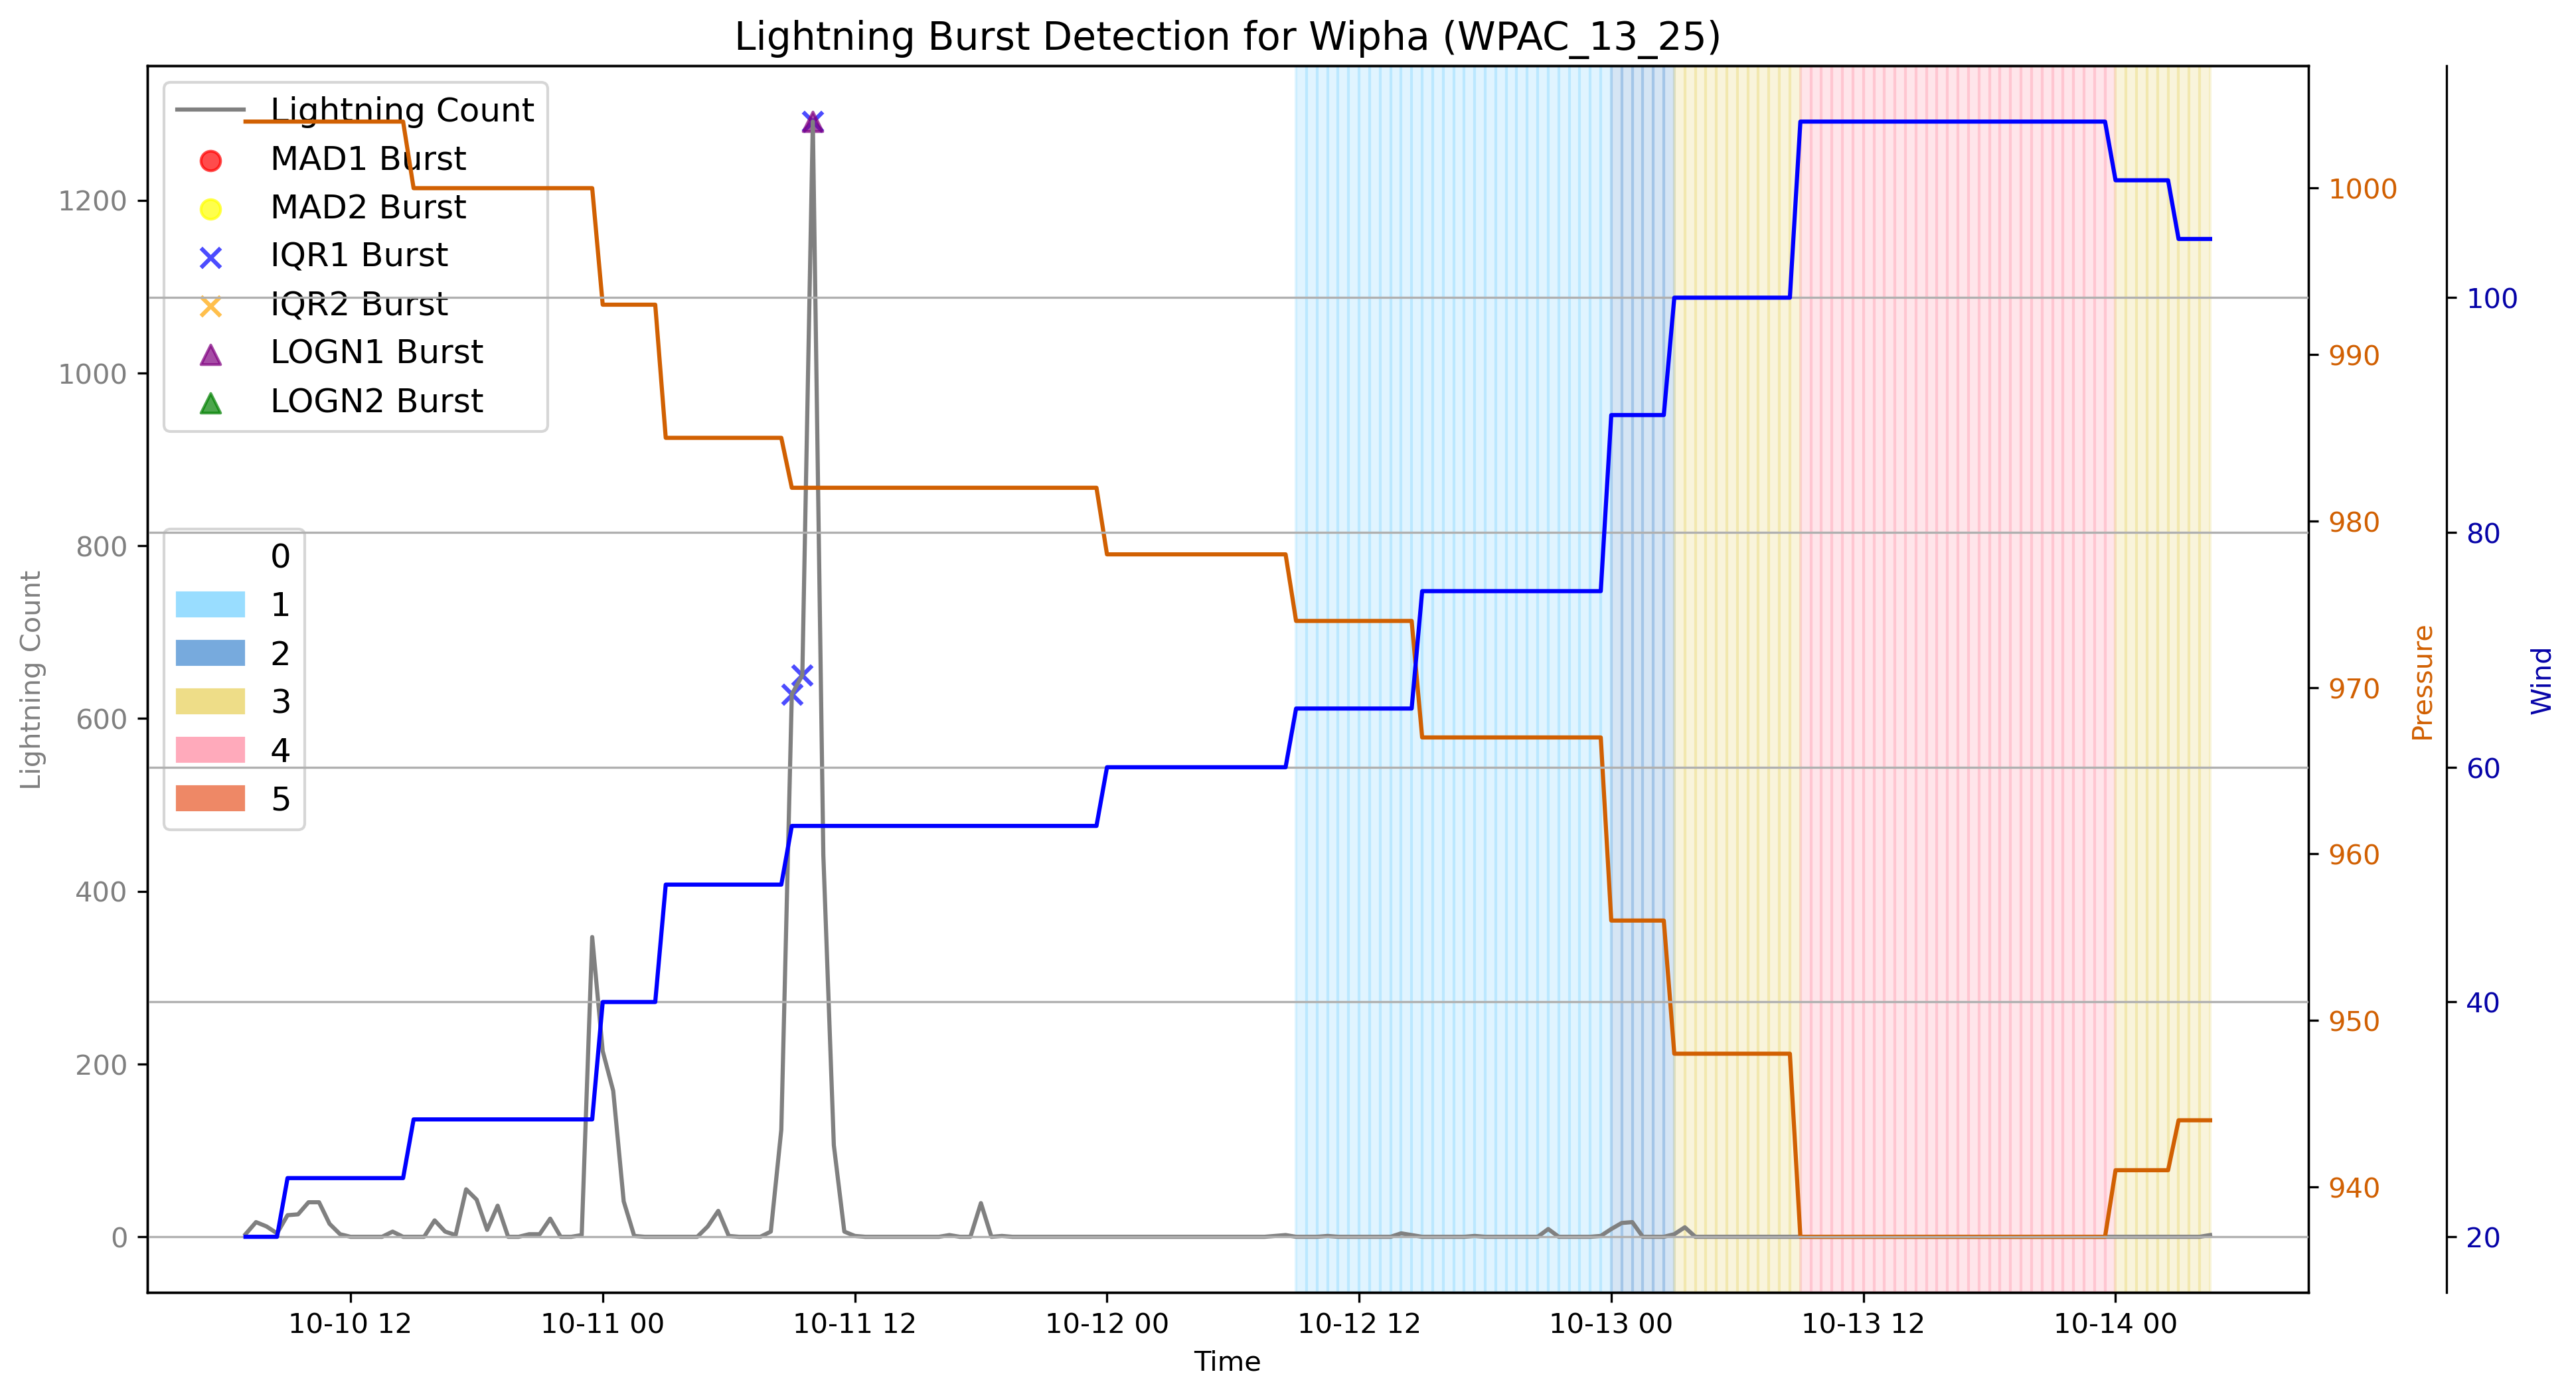 Lightning Burst Detection for Wipha (WPAC_13_25)
Lightning Count
MAD1 Burst
MAD2 Burst
IQR1 Burst
IQR2 Burst
LOGN1 Burst
LOGN2 Burst
0
1
2
3
4
5
Lightning Count
1200
1000
800
600
400
200
0
1000
990
980
970
960
950
940
Pressure
100
80
60
40
20
Wind
10-10 12
10-11 00
10-11 12
10-12 00
10-12 12
10-13 00
10-13 12
10-14 00
Time